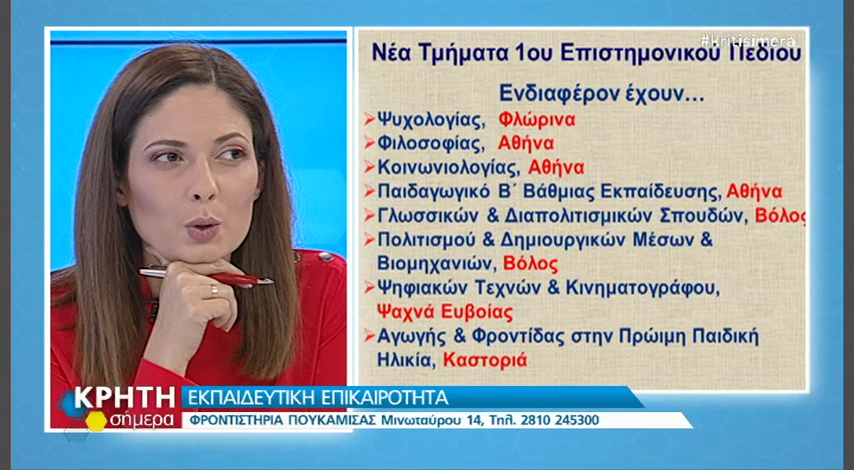 #kritisimera
Νέα Τμήματα 1ου Επιστημονικού Πεδίου
Ενδιαφέρον έχουν...
Ψυχολογίας, Φλώρινα
Φιλοσοφίας, Αθήνα
Κοινωνιολογίας, Αθήνα
Παιδαγωγικό Β΄ Βάθμιας Εκπαίδευσης, Αθήνα
Γλωσσικών & Διαπολιτισμικών Σπουδών, Βόλος
Πολιτισμού & Δημιουργικών Μέσων &
Βιομηχανιών, Βόλος
Ψηφιακών Τεχνών & Κινηματογράφου,
Ψαχνά Ευβοίας
Αγωγής & Φροντίδας στην Πρώιμη Παιδική
Ηλικία, Καστοριά
ΚΡΗΤΗ
σήμερα
ΕΚΠΑΙΔΕΥΤΙΚΗ ΕΠΙΚΑΙΡΟΤΗΤΑ
ΦΡΟΝΤΙΣΤΗΡΙΑ ΠΟΥΚΑΜΙΣΑΣ Μινωταύρου 14, Τηλ. 2810 245300